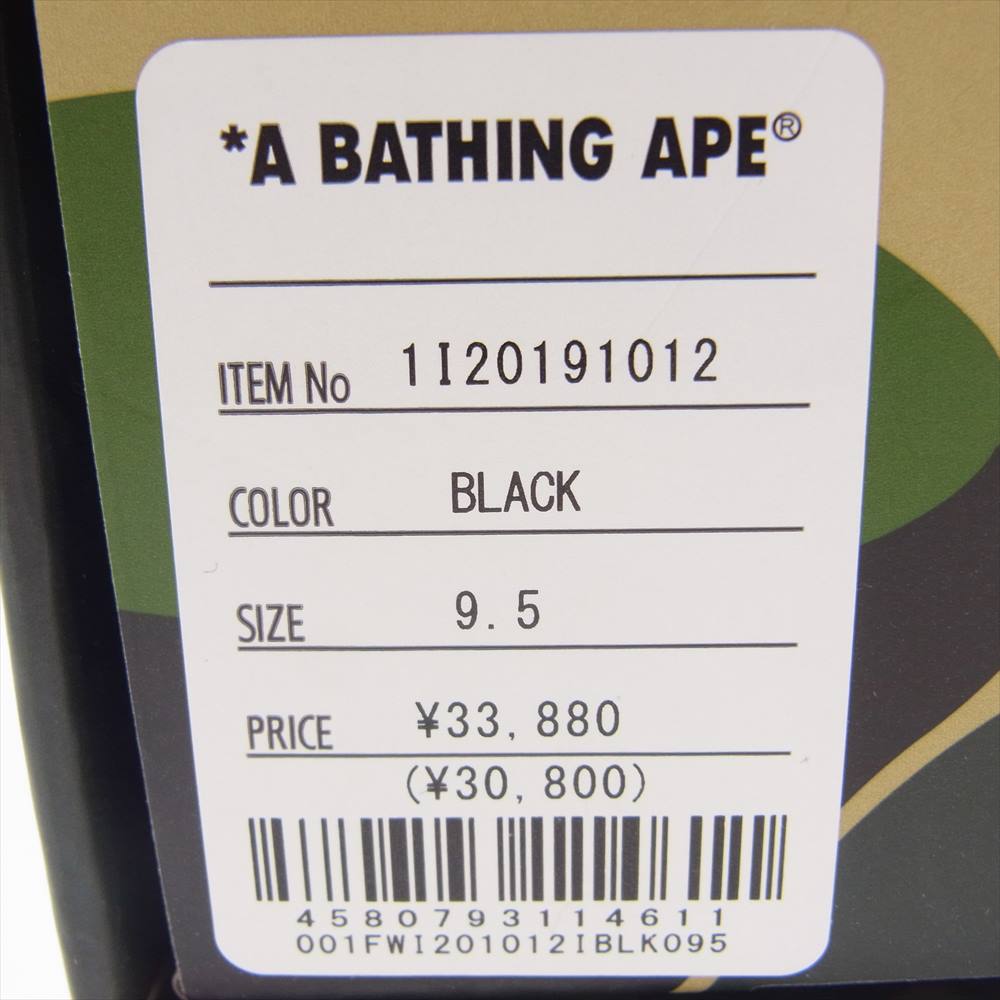 *A BATHING APE®
ITEM No 1I20191012
COLOR BLACK
SIZE 9.5
PRICE ¥33,880
(¥30,800)
4580793114611
001FWI201012IBLK095